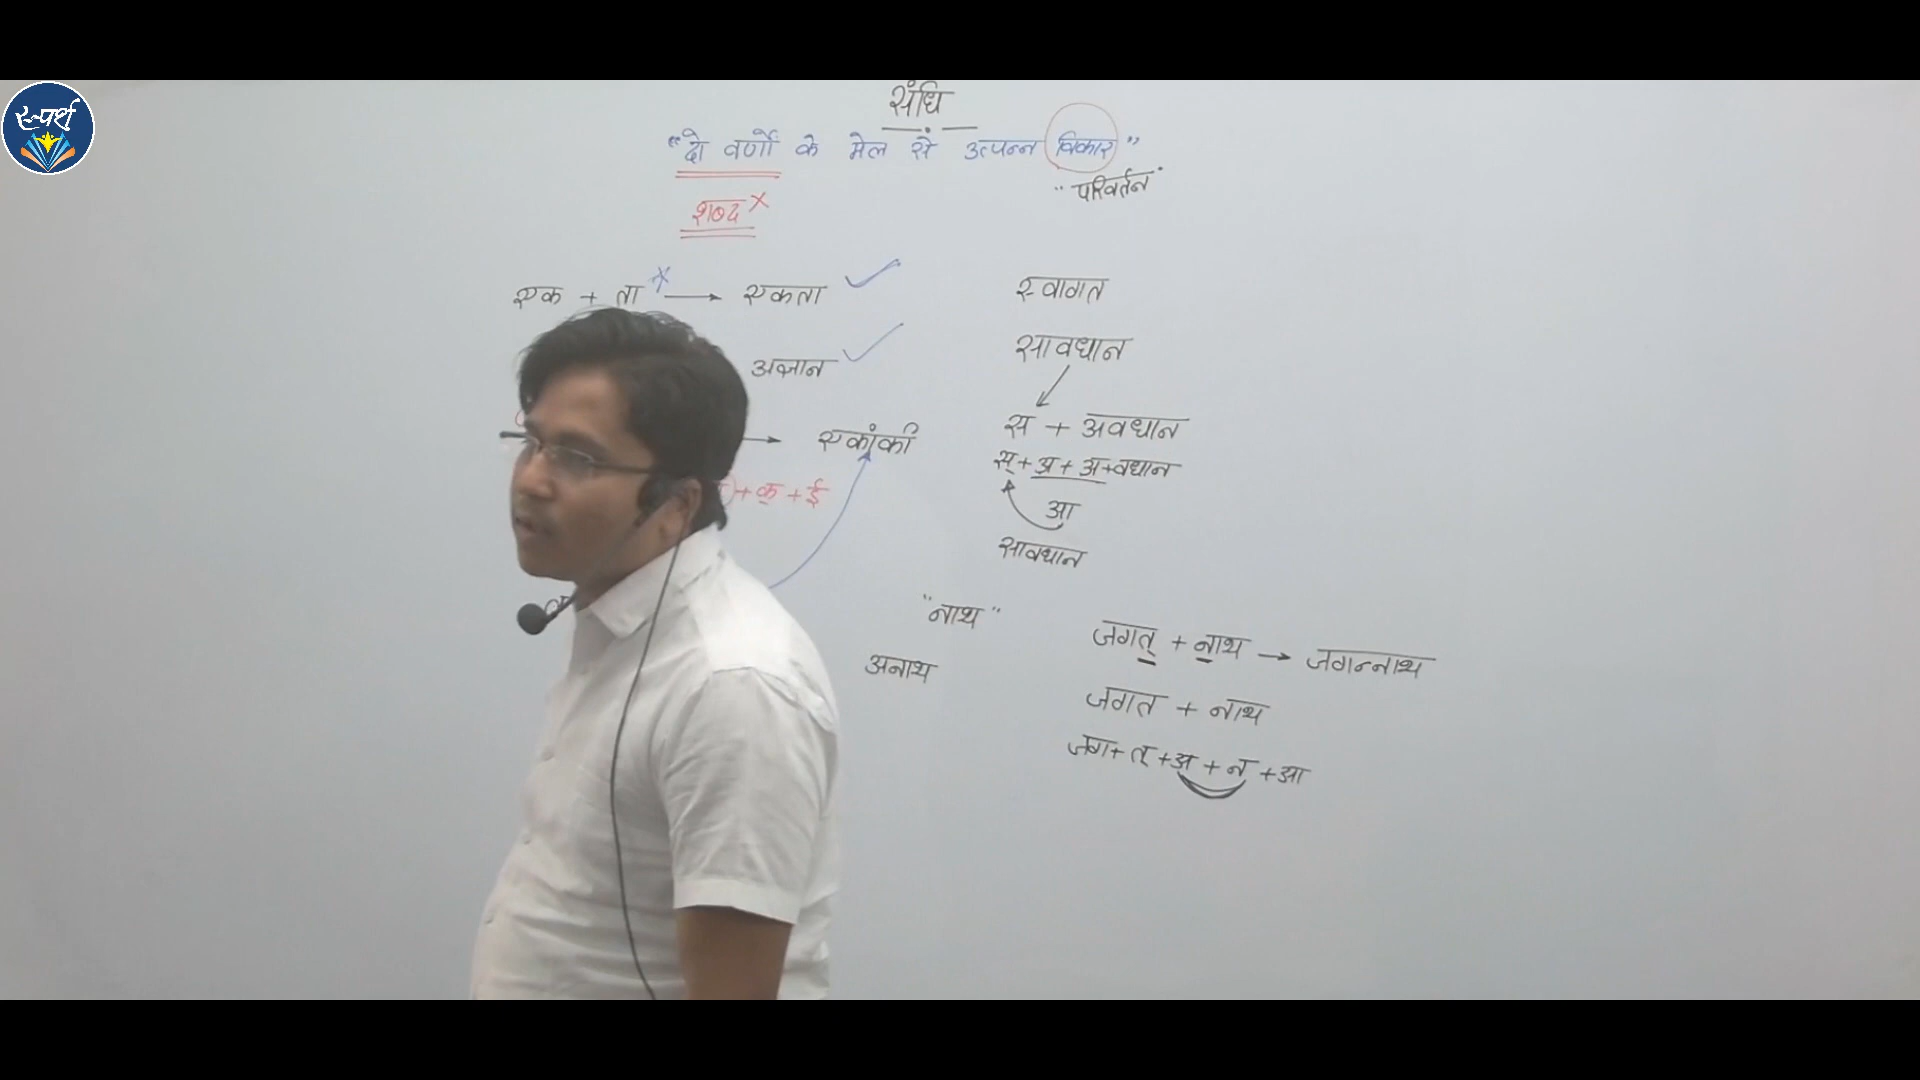 स्पर्श
संधि
"दो वर्णों के मेल से उत्पन्न विकार"
"परिवर्तन"
शब्द x
एक + ता x → एकता ✓
अज्ञान ✓
→ एकांकी
+ क् + ई
स्वागत
सावधान
स + अवधान
स् + अ + अ + वधान
आ
सावधान
"नाथ"
अनाथ
जगत् + नाथ → जगन्नाथ
जगत + नाथ
जग + त् + अ + न् + आ